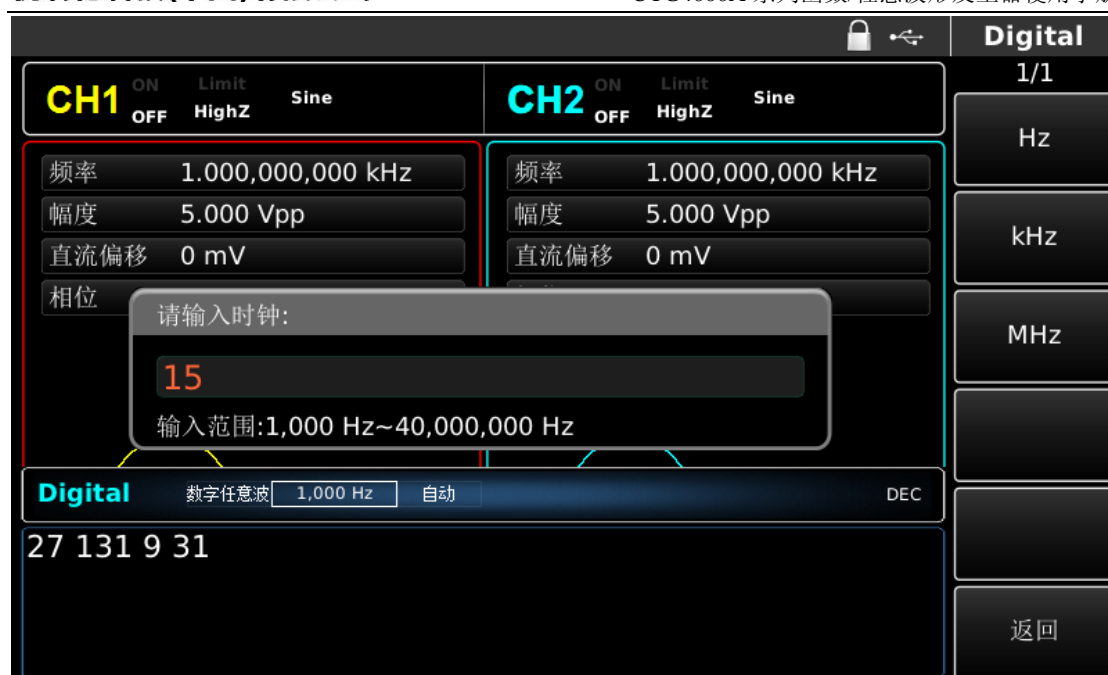 Digital
1/1
CH1 ON OFF Limit HighZ Sine
CH2 ON OFF Limit HighZ Sine
Hz
频率 1.000,000,000 kHz
频率 1.000,000,000 kHz
幅度 5.000 Vpp
幅度 5.000 Vpp
kHz
直流偏移 0 mV
直流偏移 0 mV
相位
请输入时钟:
MHz
15
输入范围:1,000 Hz~40,000,000 Hz
Digital 数字任意波 1,000 Hz 自动 DEC
27 131 9 31
返回